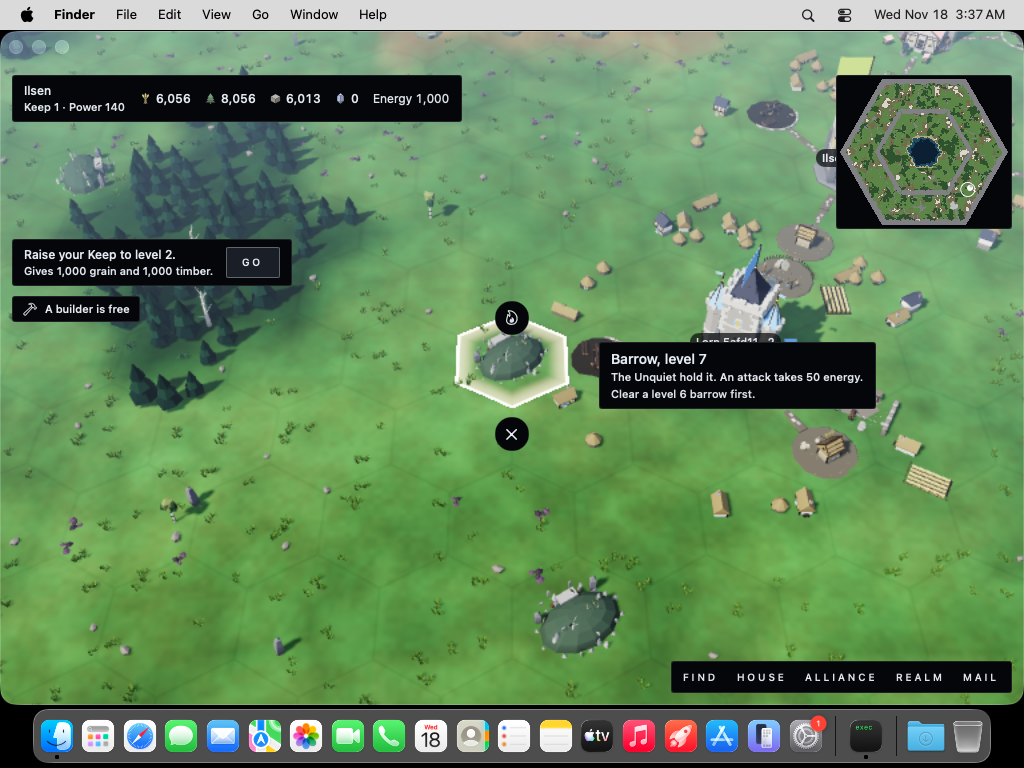 Finder File Edit View Go Window Help
Wed Nov 18 3:37 AM
Ilsen
Keep 1 · Power 140
6,056 8,056 6,013 0 Energy 1,000
Raise your Keep to level 2.
Gives 1,000 grain and 1,000 timber.
GO
A builder is free
Barrow, level 7
The Unquiet hold it. An attack takes 50 energy.
Clear a level 6 barrow first.
FIND HOUSE ALLIANCE REALM MAIL
Wed
18
tv
1
exec